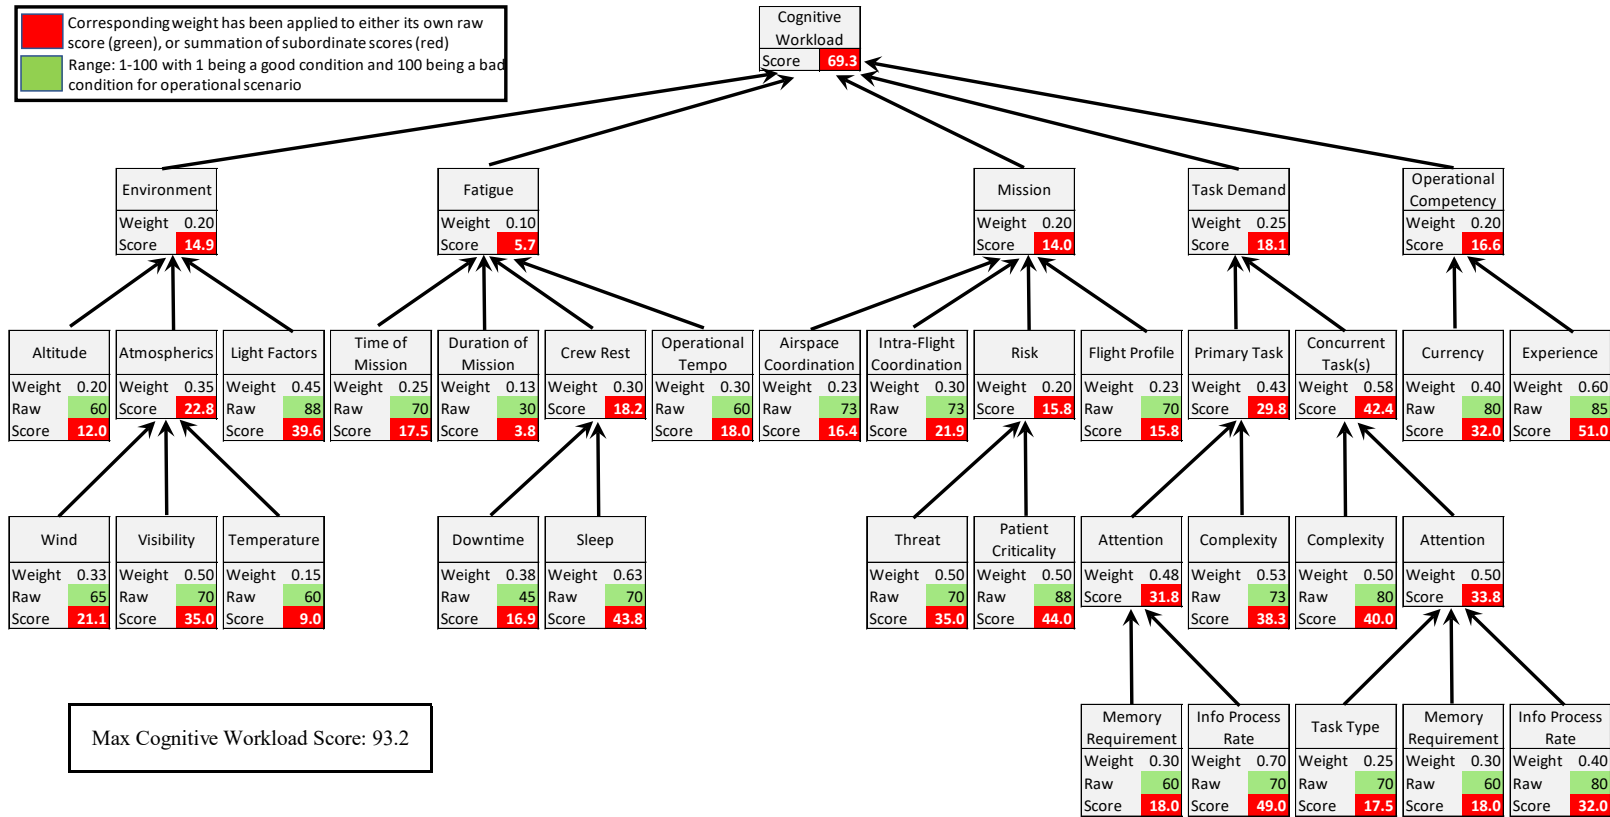 Corresponding weight has been applied to either its own raw
score (green), or summation of subordinate scores (red)
Range: 1-100 with 1 being a good condition and 100 being a bad
condition for operational scenario
Cognitive
Workload
Score 69.3
Environment
Weight 0.20
Score 14.9
Fatigue
Weight 0.10
Score 5.7
Mission
Weight 0.20
Score 14.0
Task Demand
Weight 0.25
Score 18.1
Operational
Competency
Weight 0.20
Score 16.6
Altitude
Weight 0.20
Raw 60
Score 12.0
Atmospherics
Weight 0.35
Score 22.8
Light Factors
Weight 0.45
Raw 88
Score 39.6
Time of
Mission
Weight 0.25
Raw 70
Score 17.5
Duration of
Mission
Weight 0.13
Raw 30
Score 3.8
Crew Rest
Weight 0.30
Score 18.2
Operational
Tempo
Weight 0.30
Raw 60
Score 18.0
Airspace
Coordination
Weight 0.23
Raw 73
Score 16.4
Intra-Flight
Coordination
Weight 0.30
Raw 73
Score 21.9
Risk
Weight 0.20
Score 15.8
Flight Profile
Weight 0.23
Raw 70
Score 15.8
Primary Task
Weight 0.43
Score 29.8
Concurrent
Task(s)
Weight 0.58
Score 42.4
Currency
Weight 0.40
Raw 80
Score 32.0
Experience
Weight 0.60
Raw 85
Score 51.0
Wind
Weight 0.33
Raw 65
Score 21.1
Visibility
Weight 0.50
Raw 70
Score 35.0
Temperature
Weight 0.15
Raw 60
Score 9.0
Downtime
Weight 0.38
Raw 45
Score 16.9
Sleep
Weight 0.63
Raw 70
Score 43.8
Threat
Weight 0.50
Raw 70
Score 35.0
Patient
Criticality
Weight 0.50
Raw 88
Score 44.0
Attention
Weight 0.48
Score 31.8
Complexity
Weight 0.53
Raw 73
Score 38.3
Complexity
Weight 0.50
Raw 80
Score 40.0
Attention
Weight 0.50
Score 33.8
Memory
Requirement
Weight 0.30
Raw 60
Score 18.0
Info Process
Rate
Weight 0.70
Raw 70
Score 49.0
Task Type
Weight 0.25
Raw 70
Score 17.5
Memory
Requirement
Weight 0.30
Raw 60
Score 18.0
Info Process
Rate
Weight 0.40
Raw 80
Score 32.0
Max Cognitive Workload Score: 93.2